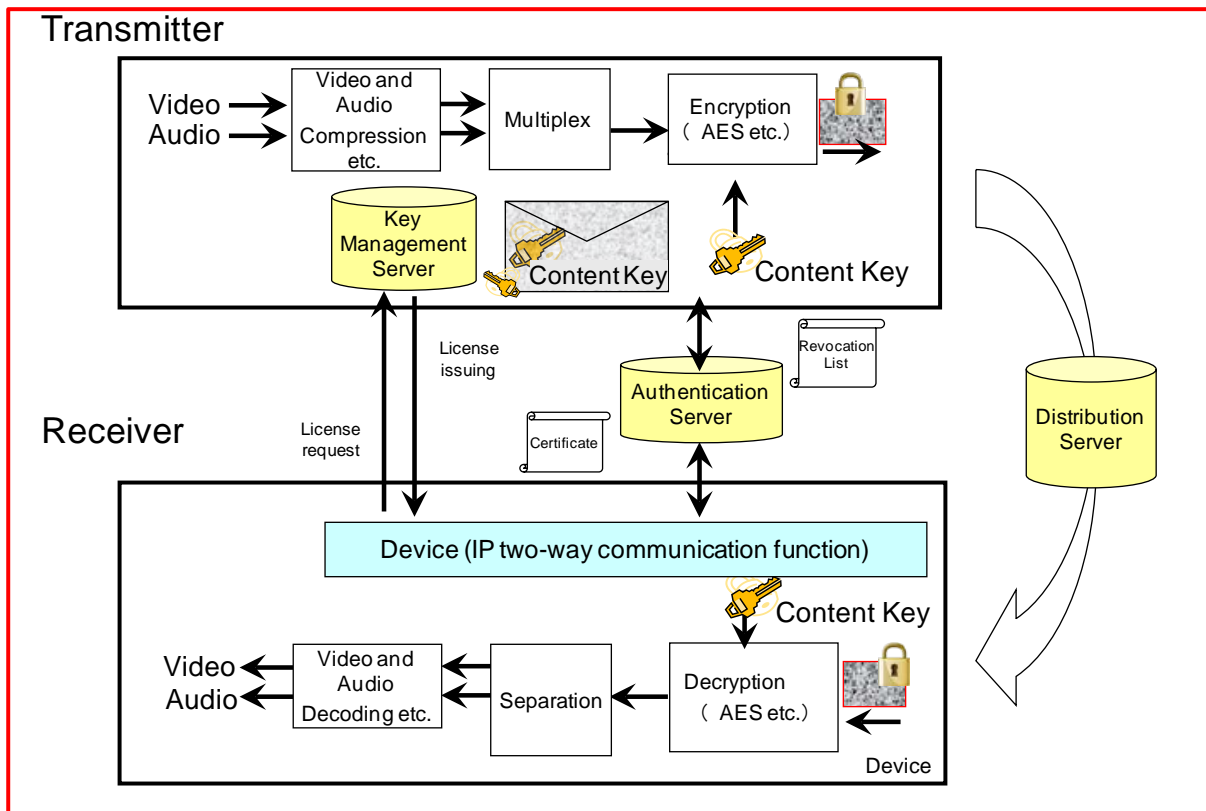 Transmitter
Video
Audio
Video and
Audio
Compression
etc.
Multiplex
Encryption
（ AES etc.）
Key
Management
Server
Content Key
Content Key
License
issuing
Revocation
List
Authentication
Server
Distribution
Server
Receiver
License
request
Certificate
Device (IP two-way communication function)
Content Key
Video
Audio
Video and
Audio
Decoding etc.
Separation
Decryption
（ AES etc.）
Device